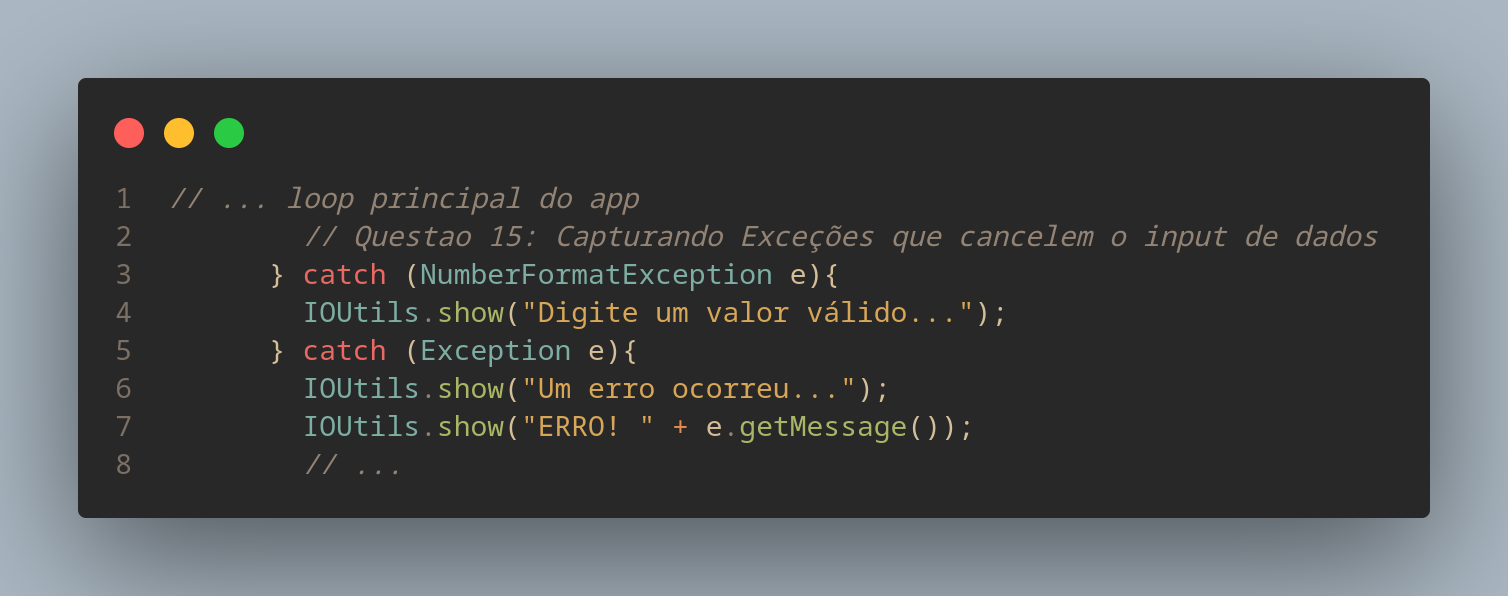 1 // ... loop principal do app
2 // Questao 15: Capturando Exceções que cancelem o input de dados
3 } catch (NumberFormatException e){
4 IOUtils.show("Digite um valor válido...");
5 } catch (Exception e){
6 IOUtils.show("Um erro ocorreu...");
7 IOUtils.show("ERRO! " + e.getMessage());
8 // ...